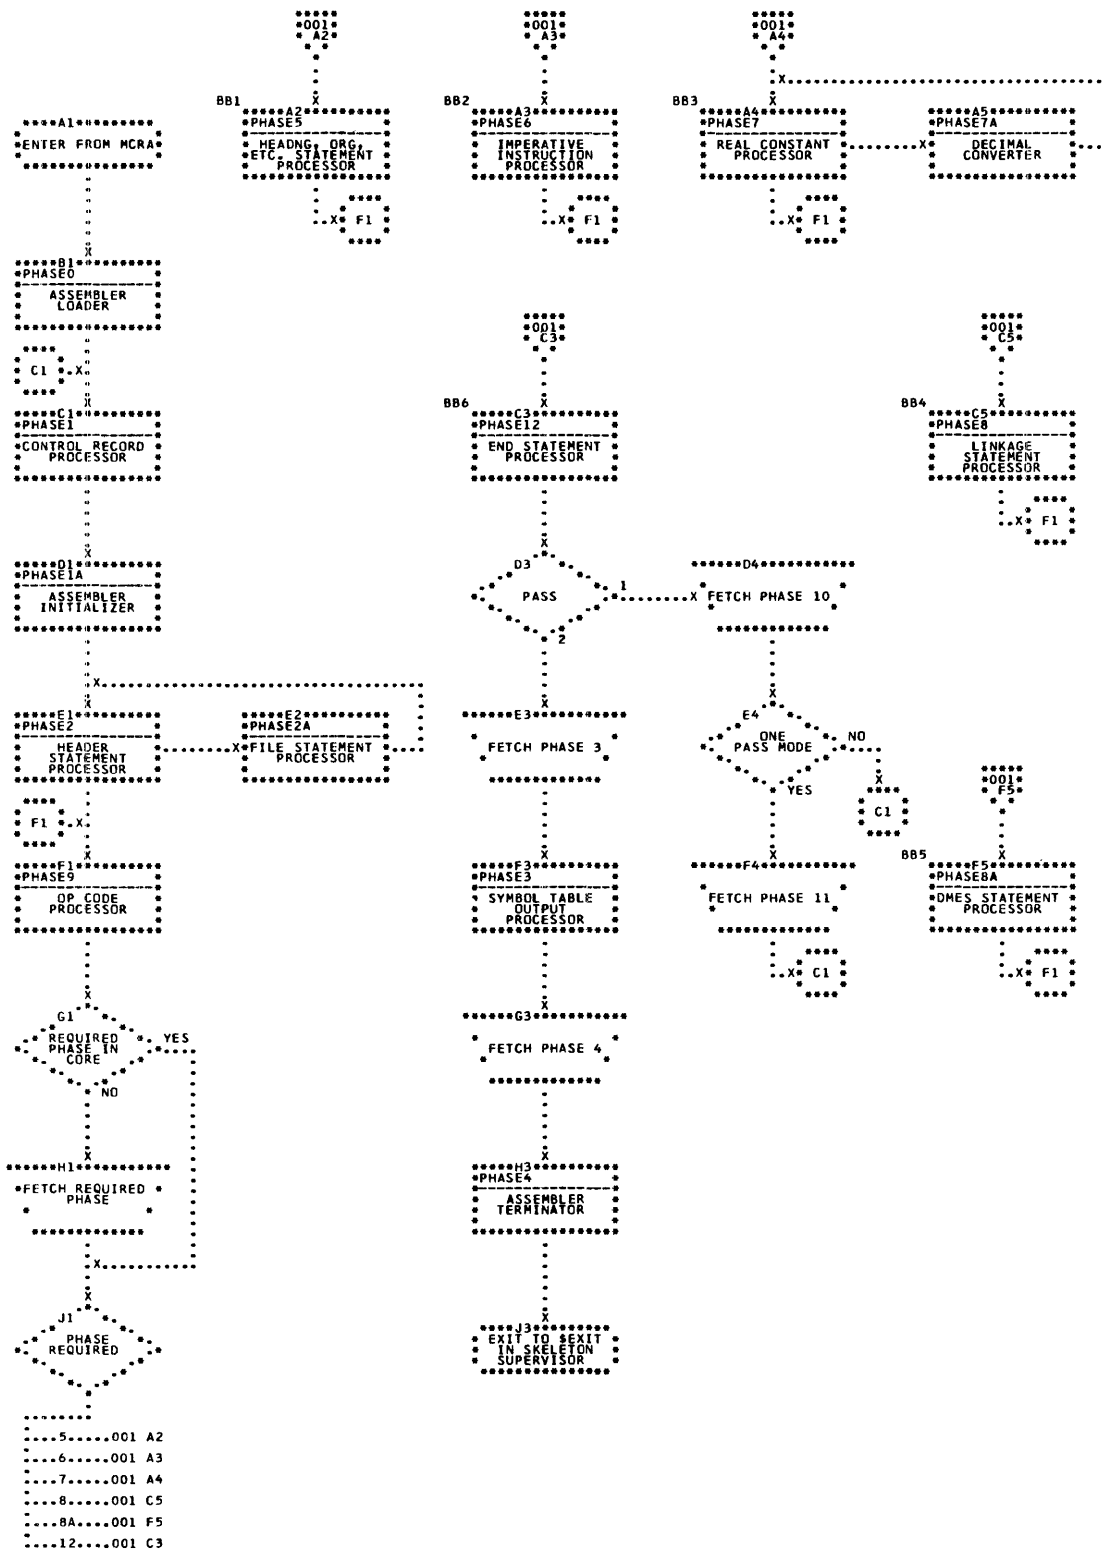 001
A2
001
A3
001
A4
BB1
A2
PHASE5
HEADNG, ORG,
ETC. STATEMENT
PROCESSOR
F1
BB2
A3
PHASE6
IMPERATIVE
INSTRUCTION
PROCESSOR
F1
BB3
A4
PHASE7
REAL CONSTANT
PROCESSOR
F1
A5
PHASE7A
DECIMAL
CONVERTER
A1
ENTER FROM MCRA
B1
PHASE0
ASSEMBLER
LOADER
C1
C1
PHASE1
CONTROL RECORD
PROCESSOR
D1
PHASE1A
ASSEMBLER
INITIALIZER
E1
PHASE2
HEADER
STATEMENT
PROCESSOR
E2
PHASE2A
FILE STATEMENT
PROCESSOR
F1
F1
PHASE9
OP CODE
PROCESSOR
G1
REQUIRED
PHASE IN
CORE
YES
NO
H1
FETCH REQUIRED
PHASE
J1
PHASE
REQUIRED
5.....001 A2
6.....001 A3
7.....001 A4
8.....001 C5
8A....001 F5
12....001 C3
001
C3
BB6
C3
PHASE12
END STATEMENT
PROCESSOR
D3
PASS
1
2
D4
FETCH PHASE 10
E3
FETCH PHASE 3
E4
ONE
PASS MODE
NO
YES
C1
F3
PHASE3
SYMBOL TABLE
OUTPUT
PROCESSOR
F4
FETCH PHASE 11
C1
G3
FETCH PHASE 4
H3
PHASE4
ASSEMBLER
TERMINATOR
J3
EXIT TO $EXIT
IN SKELETON
SUPERVISOR
001
C5
BB4
C5
PHASE8
LINKAGE
STATEMENT
PROCESSOR
F1
001
F5
BB5
F5
PHASE8A
DMES STATEMENT
PROCESSOR
F1